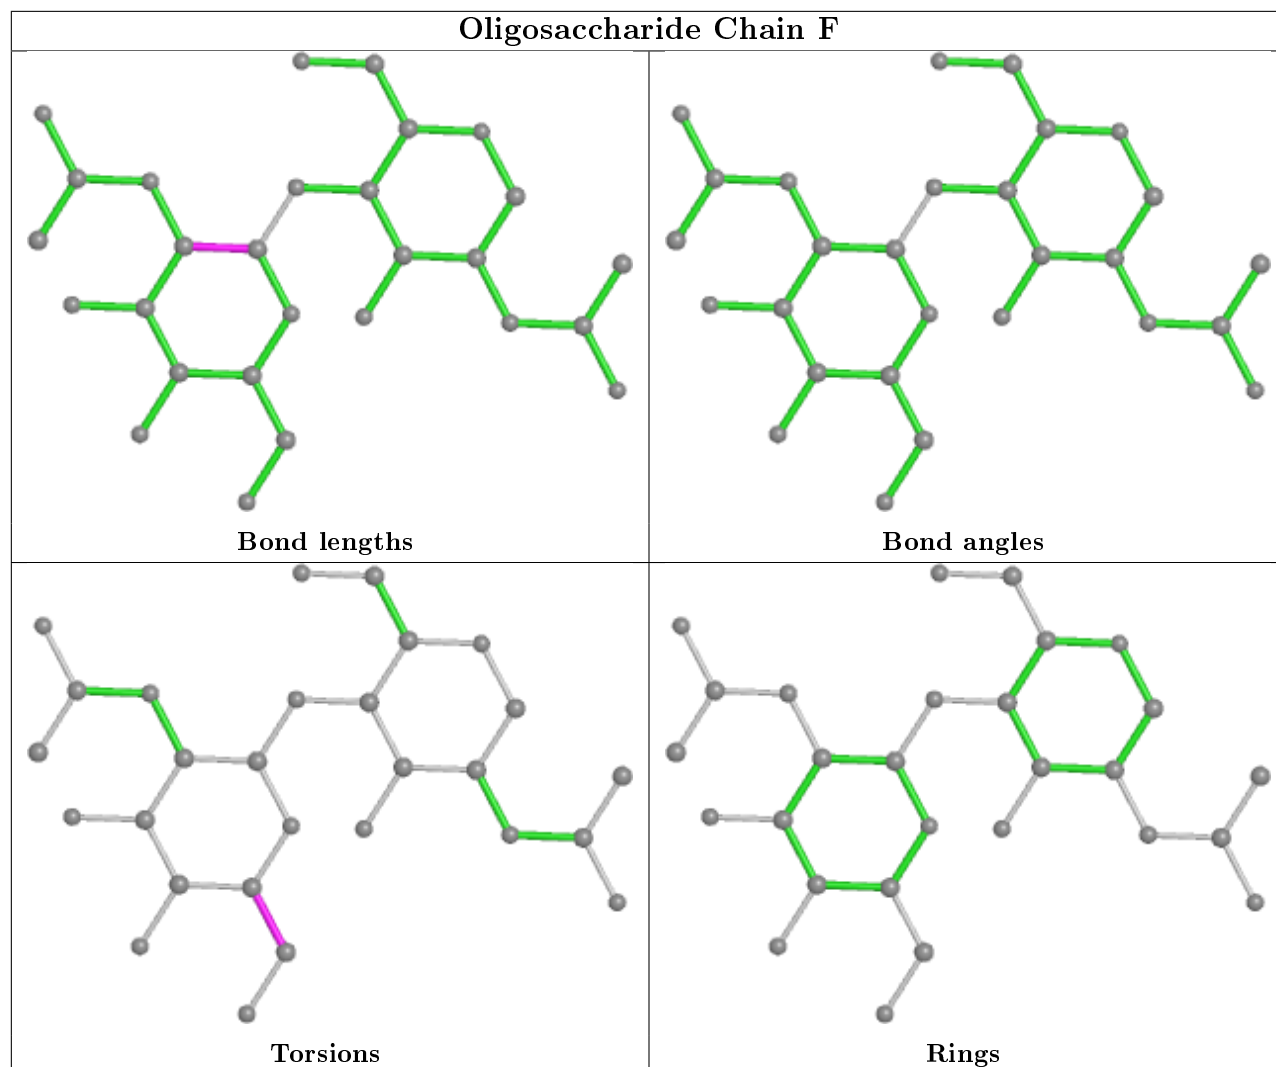 Oligosaccharide Chain F
Bond lengths
Bond angles
Torsions
Rings